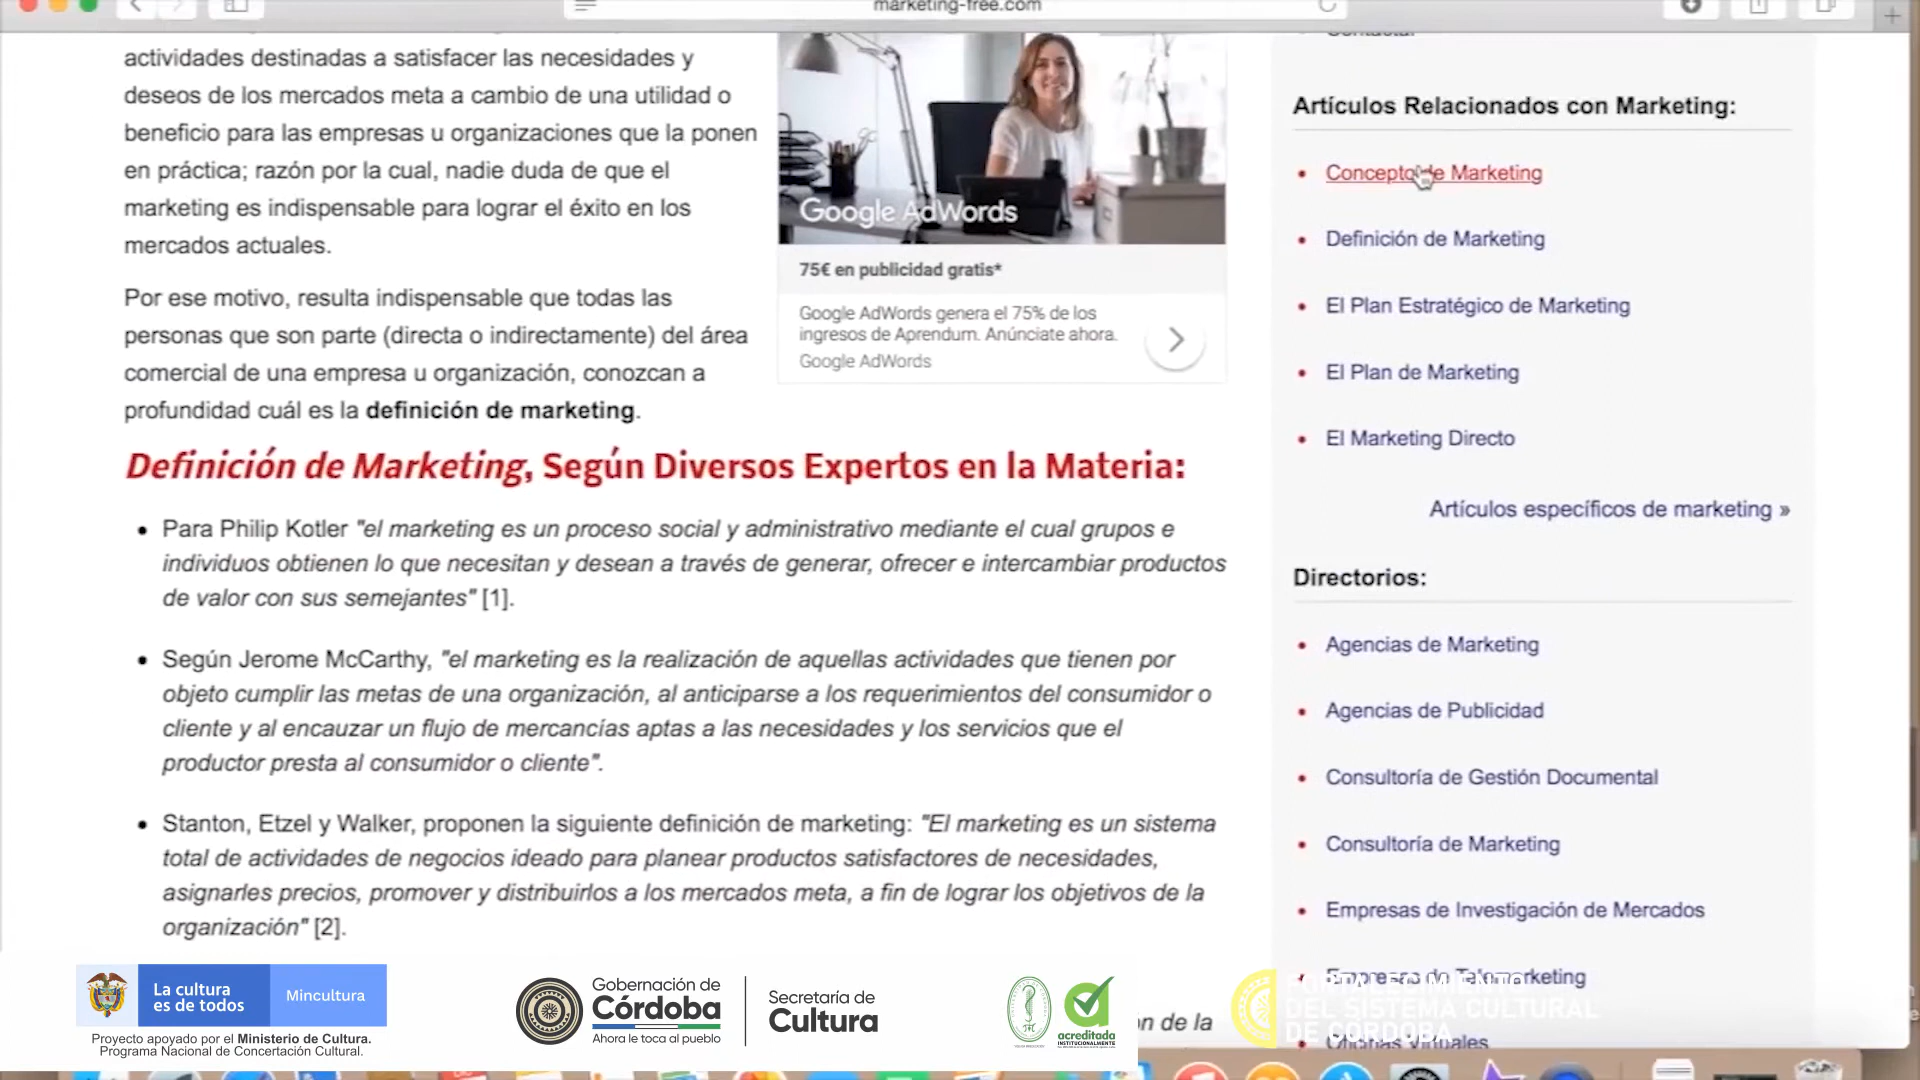 marketing-free.com
actividades destinadas a satisfacer las necesidades y
deseos de los mercados meta a cambio de una utilidad o
beneficio para las empresas u organizaciones que la ponen
en práctica; razón por la cual, nadie duda de que el
marketing es indispensable para lograr el éxito en los
mercados actuales.
Por ese motivo, resulta indispensable que todas las
personas que son parte (directa o indirectamente) del área
comercial de una empresa u organización, conozcan a
profundidad cuál es la definición de marketing.
Google AdWords
75€ en publicidad gratis*
Google AdWords genera el 75% de los
ingresos de Aprendum. Anúnciate ahora.
Google AdWords
Definición de Marketing, Según Diversos Expertos en la Materia:
• Para Philip Kotler "el marketing es un proceso social y administrativo mediante el cual grupos e
individuos obtienen lo que necesitan y desean a través de generar, ofrecer e intercambiar productos
de valor con sus semejantes" [1].
• Según Jerome McCarthy, "el marketing es la realización de aquellas actividades que tienen por
objeto cumplir las metas de una organización, al anticiparse a los requerimientos del consumidor o
cliente y al encauzar un flujo de mercancías aptas a las necesidades y los servicios que el
productor presta al consumidor o cliente".
• Stanton, Etzel y Walker, proponen la siguiente definición de marketing: "El marketing es un sistema
total de actividades de negocios ideado para planear productos satisfactores de necesidades,
asignarles precios, promover y distribuirlos a los mercados meta, a fin de lograr los objetivos de la
organización" [2].
de la
Artículos Relacionados con Marketing:
• Concepto de Marketing
• Definición de Marketing
• El Plan Estratégico de Marketing
• El Plan de Marketing
• El Marketing Directo
Artículos específicos de marketing »
Directorios:
• Agencias de Marketing
• Agencias de Publicidad
• Consultoría de Gestión Documental
• Consultoría de Marketing
• Empresas de Investigación de Mercados
• Empresas de Telemarketing
Oficinas Virtuales
La cultura
es de todos
Mincultura
Proyecto apoyado por el Ministerio de Cultura.
Programa Nacional de Concertación Cultural.
Gobernación de
Córdoba
Ahora le toca al pueblo
Secretaría de
Cultura
acreditada
INSTITUCIONALMENTE
FORTALECIMIENTO
DEL SISTEMA CULTURAL
DE CÓRDOBA